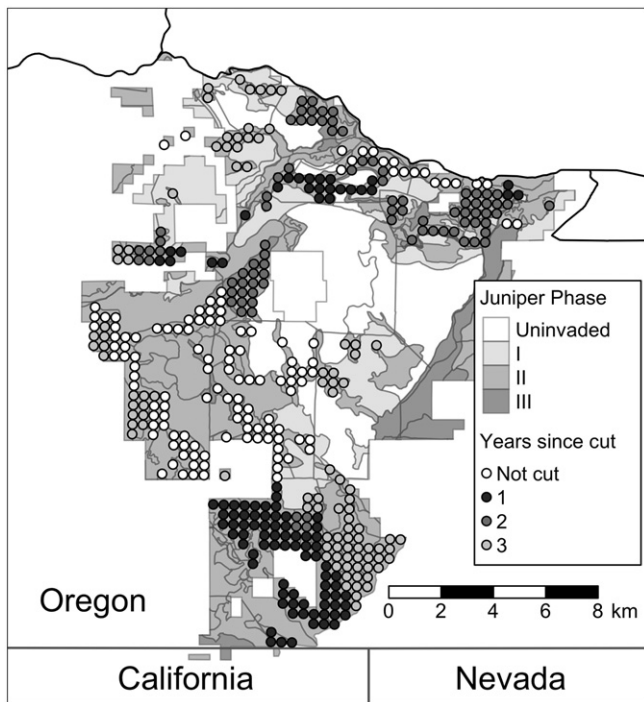 Juniper Phase
Uninvaded
I
II
III
Years since cut
Not cut
1
2
3
Oregon
0 2 4 6 8 km
California Nevada